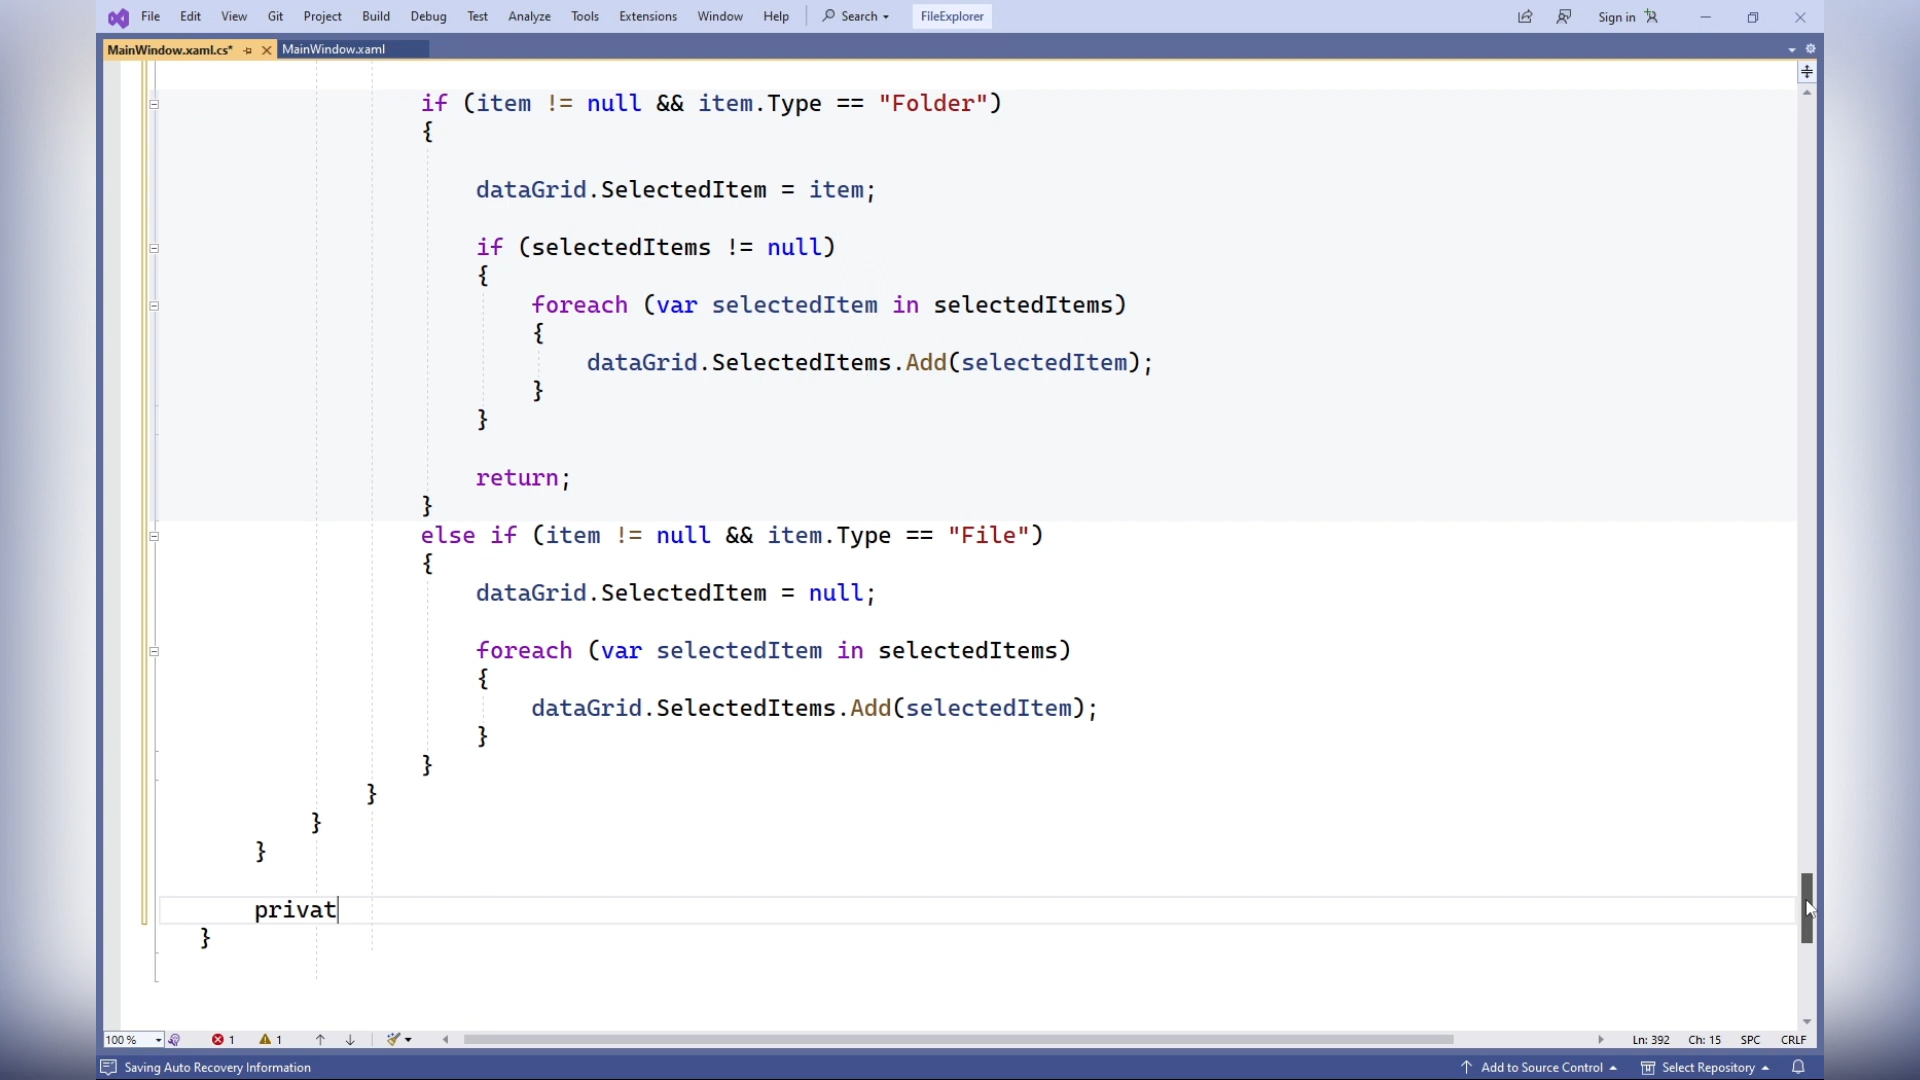 File Edit View Git Project Build Debug Test Analyze Tools Extensions Window Help Search FileExplorer Sign in
MainWindow.xaml.cs* MainWindow.xaml
if (item != null && item.Type == "Folder")
{
dataGrid.SelectedItem = item;
if (selectedItems != null)
{
foreach (var selectedItem in selectedItems)
{
dataGrid.SelectedItems.Add(selectedItem);
}
}
return;
}
else if (item != null && item.Type == "File")
{
dataGrid.SelectedItem = null;
foreach (var selectedItem in selectedItems)
{
dataGrid.SelectedItems.Add(selectedItem);
}
}
}
}
}
privat
}
100 % 1 1 Ln: 392 Ch: 15 SPC CRLF
Saving Auto Recovery Information Add to Source Control Select Repository